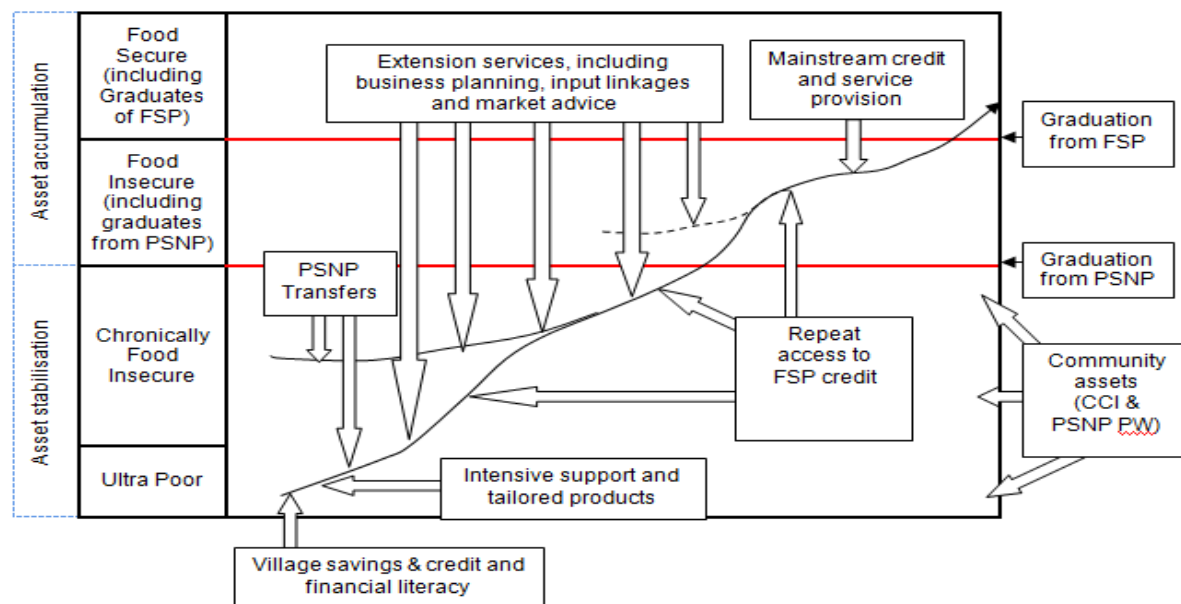 Asset accumulation
Asset stabilisation
Food
Secure
(including
Graduates
of FSP)
Food
Insecure
(including
graduates
from PSNP)
Chronically
Food
Insecure
Ultra Poor
Extension services, including
business planning, input linkages
and market advice
Mainstream credit
and service
provision
Graduation
from FSP
PSNP
Transfers
Graduation
from PSNP
Repeat
access to
FSP credit
Community
assets
(CCI &
PSNP PW)
Intensive support and
tailored products
Village savings & credit and
financial literacy